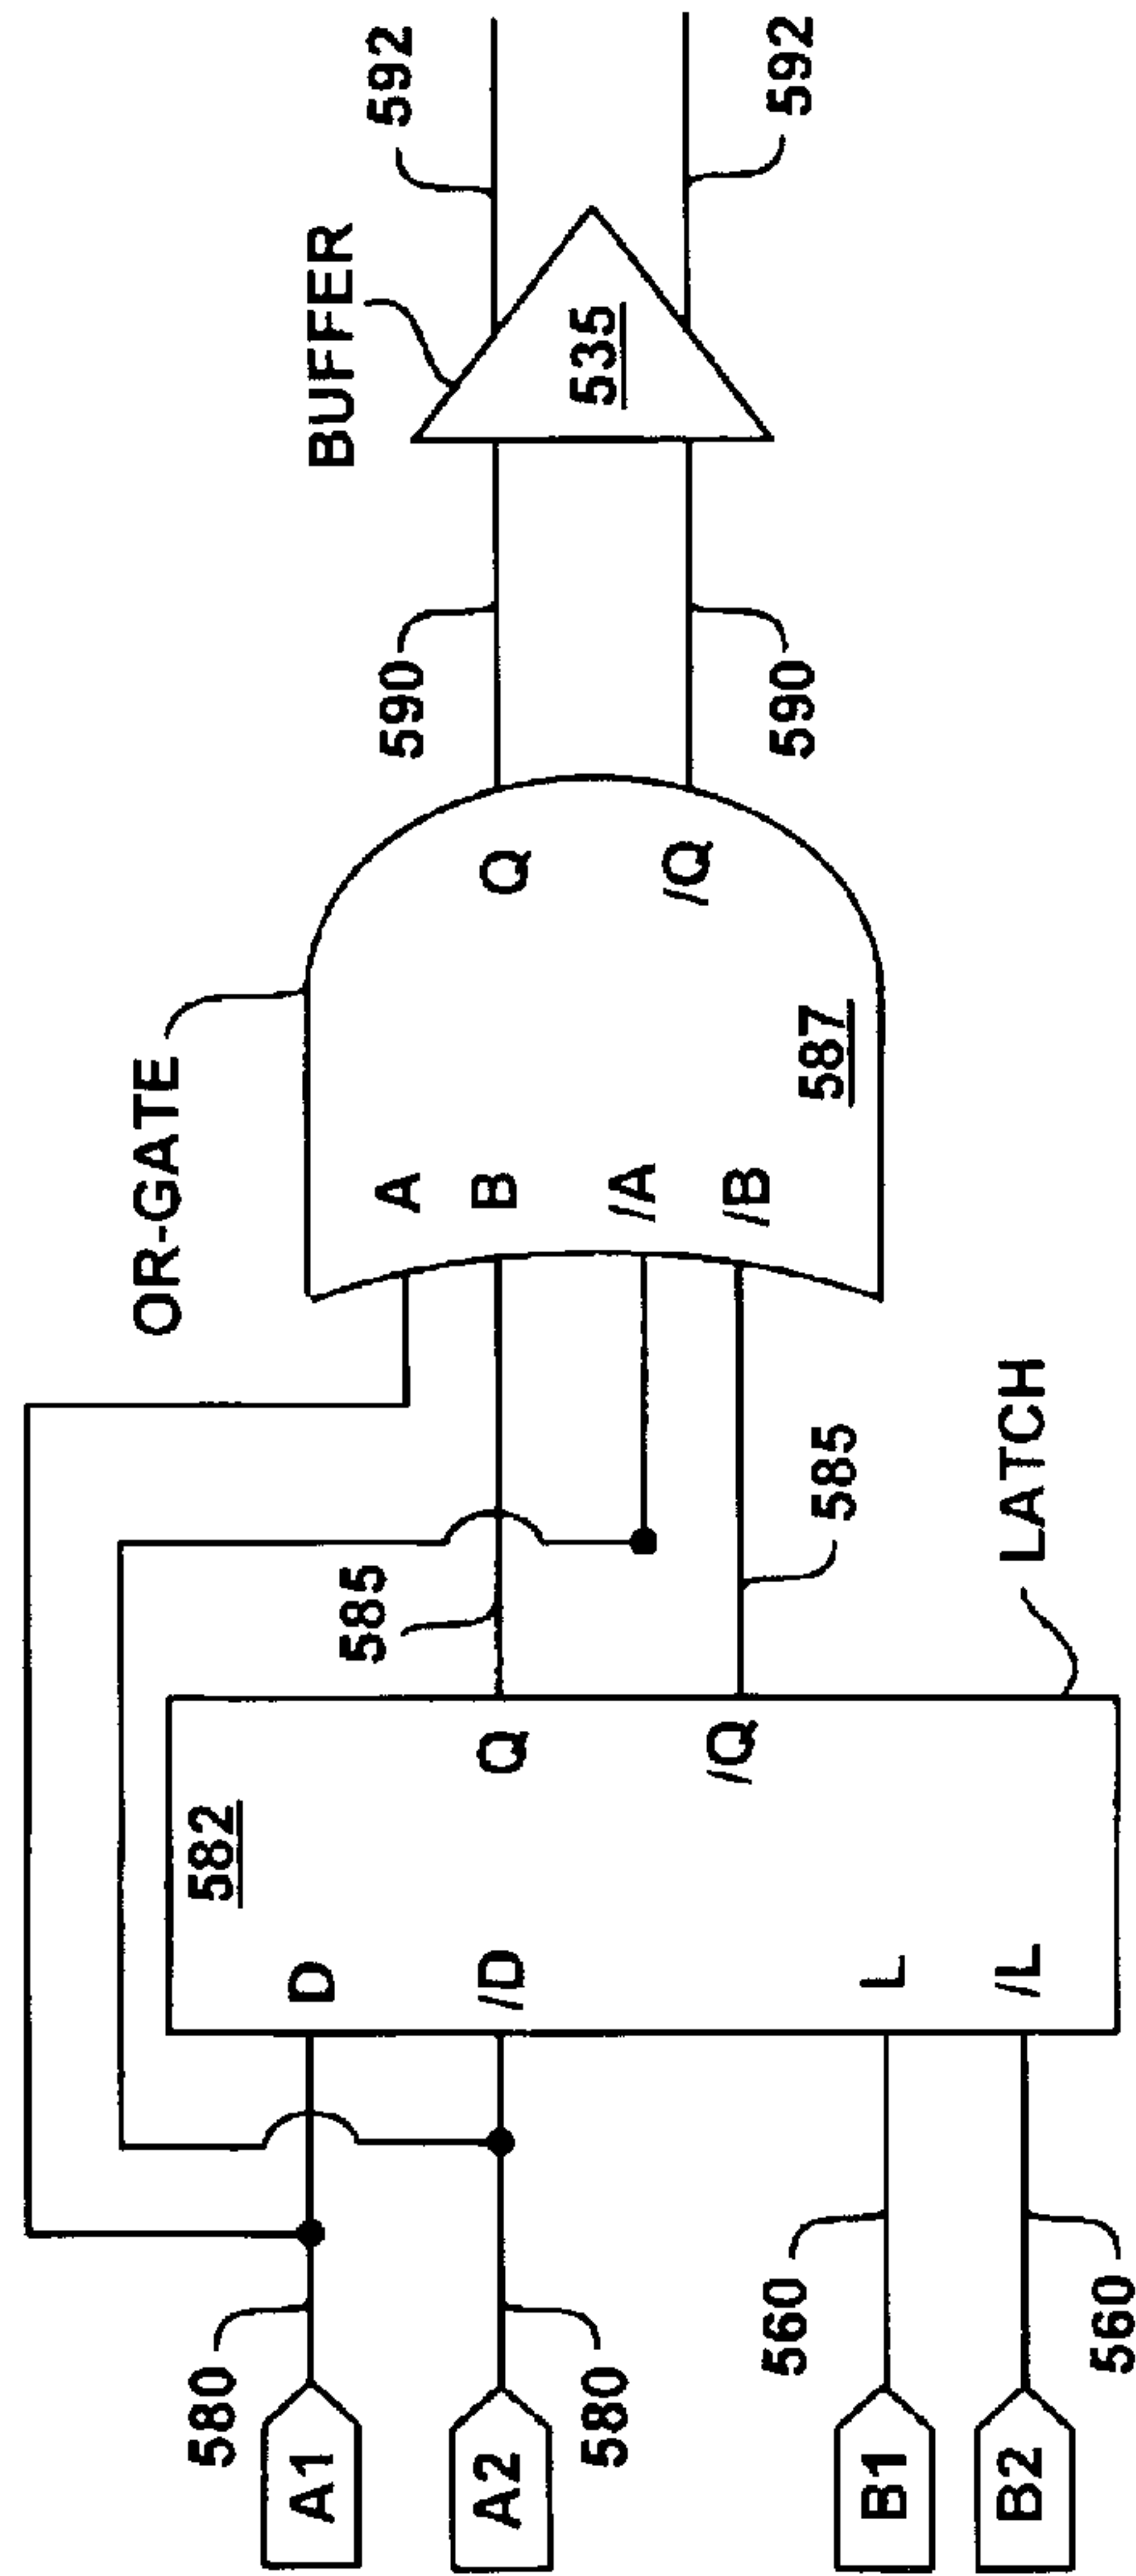 BUFFER
592
592
535
590
590
OR-GATE
Q
/Q
A
B
/A
/B
587
585
585
LATCH
582
Q
/Q
D
/D
L
/L
580
580
560
560
A1
A2
B1
B2